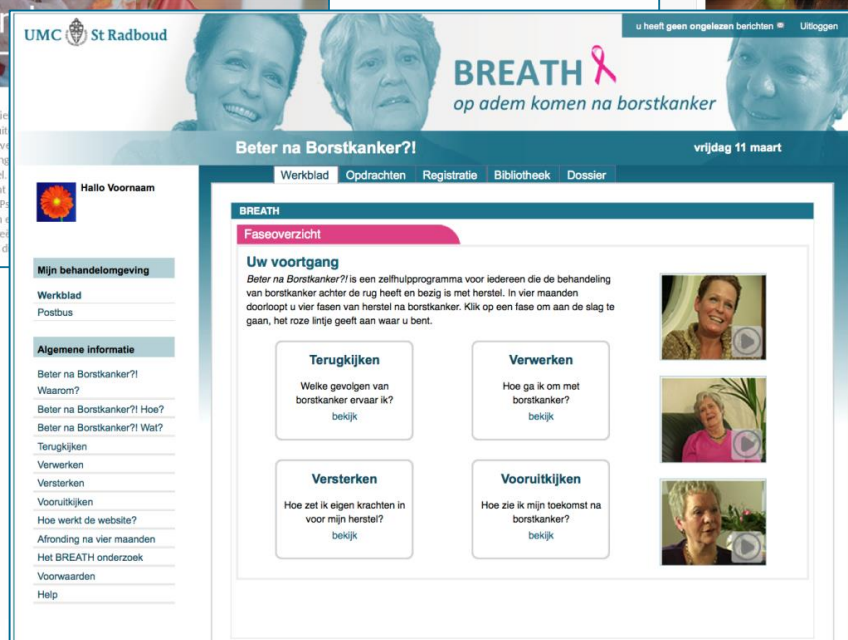 UMC St Radboud
u heeft geen ongelezen berichten
Uitloggen
BREATH
op adem komen na borstkanker
Beter na Borstkanker?!
vrijdag 11 maart
Werkblad
Opdrachten
Registratie
Bibliotheek
Dossier
Hallo Voornaam
Mijn behandelomgeving
Werkblad
Postbus
Algemene informatie
Beter na Borstkanker?!
Waarom?
Beter na Borstkanker?! Hoe?
Beter na Borstkanker?! Wat?
Terugkijken
Verwerken
Versterken
Vooruitkijken
Hoe werkt de website?
Afronding na vier maanden
Het BREATH onderzoek
Voorwaarden
Help
BREATH
Faseoverzicht
Uw voortgang
Beter na Borstkanker?! is een zelfhulpprogramma voor iedereen die de behandeling
van borstkanker achter de rug heeft en bezig is met herstel. In vier maanden
doorloopt u vier fasen van herstel na borstkanker. Klik op een fase om aan de slag te
gaan, het roze lintje geeft aan waar u bent.
Terugkijken
Welke gevolgen van
borstkanker ervaar ik?
bekijk
Verwerken
Hoe ga ik om met
borstkanker?
bekijk
Versterken
Hoe zet ik eigen krachten in
voor mijn herstel?
bekijk
Vooruitkijken
Hoe zie ik mijn toekomst na
borstkanker?
bekijk